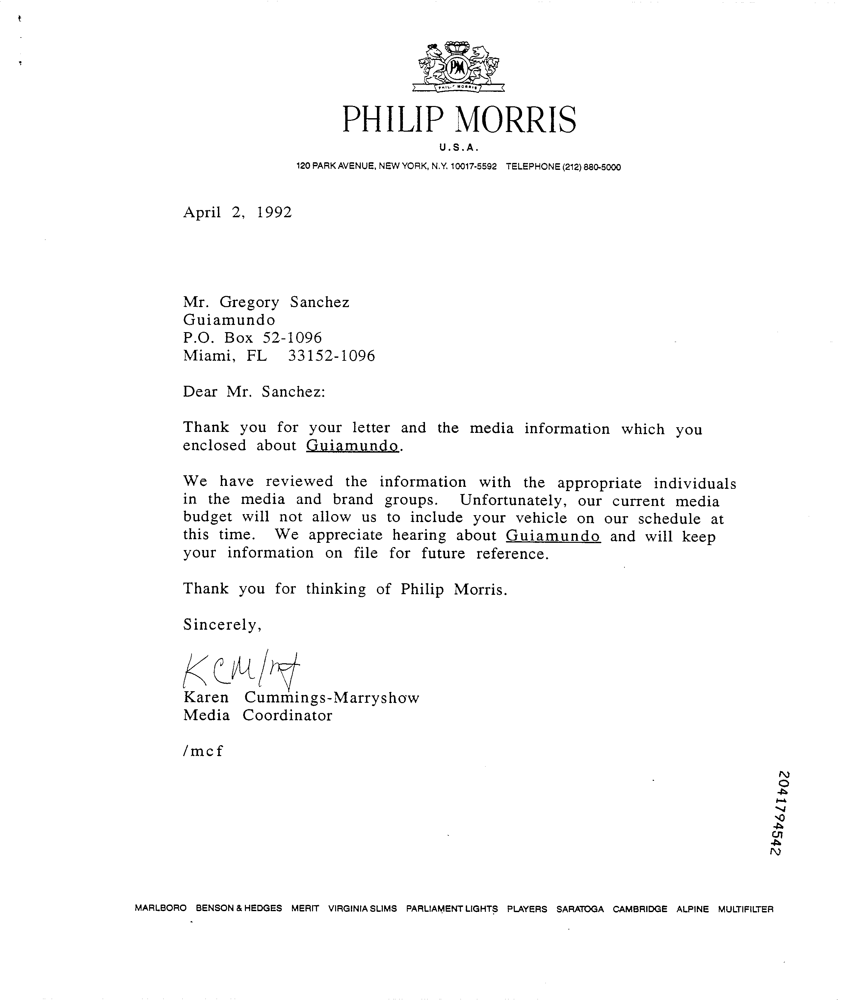 PM
PHILIP MORRIS
PHILIP MORRIS
U.S.A.
120 PARK AVENUE, NEW YORK, N.Y. 10017-5592 TELEPHONE (212) 880-5000
April 2, 1992
Mr. Gregory Sanchez
Guiamundo
P.O. Box 52-1096
Miami, FL 33152-1096
Dear Mr. Sanchez:
Thank you for your letter and the media information which you
enclosed about Guiamundo.
We have reviewed the information with the appropriate individuals
in the media and brand groups. Unfortunately, our current media
budget will not allow us to include your vehicle on our schedule at
this time. We appreciate hearing about Guiamundo and will keep
your information on file for future reference.
Thank you for thinking of Philip Morris.
Sincerely,
Karen Cummings-Marryshow
Media Coordinator
/mcf
2041794542
MARLBORO BENSON & HEDGES MERIT VIRGINIA SLIMS PARLIAMENT LIGHTS PLAYERS SARATOGA CAMBRIDGE ALPINE MULTIFILTER